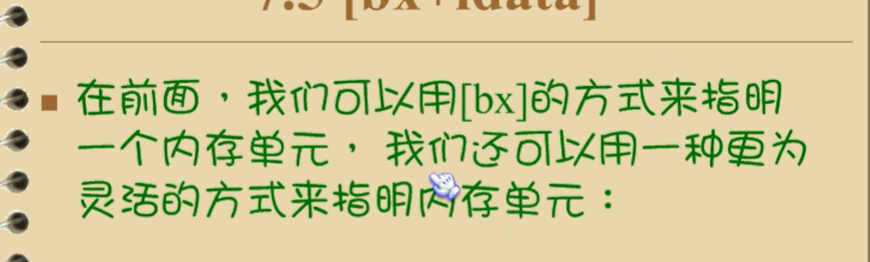 7.5 [bx+idata]
在前面，我们可以用[bx]的方式来指明
一个内存单元， 我们还可以用一种更为
灵活的方式来指明内存单元：